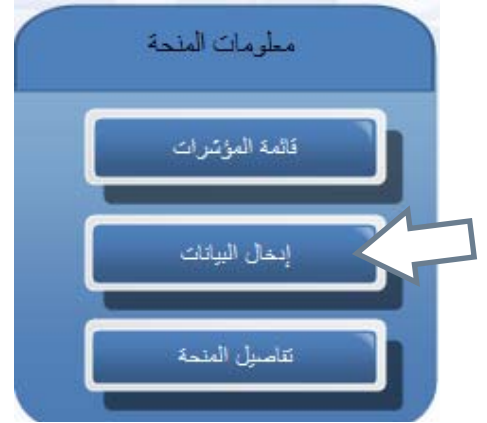 معلومات المنحة
قائمة المؤشرات
إدخال البيانات
تفاصيل المنحة